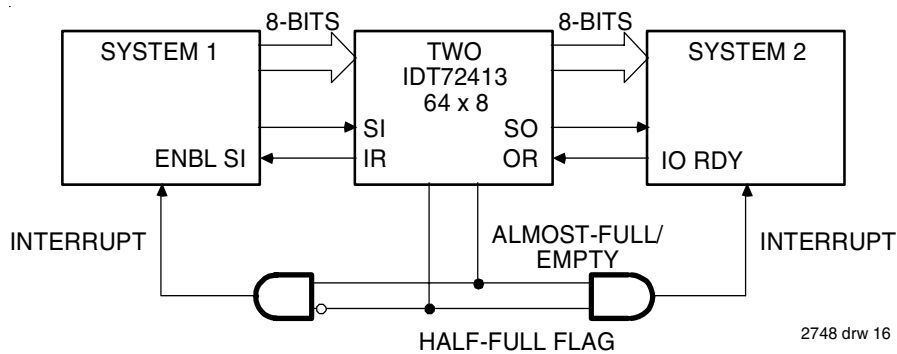 8-BITS
8-BITS
SYSTEM 1
TWO
IDT72413
64 x 8
SYSTEM 2
SI
SO
ENBL SI
IR
OR
IO RDY
INTERRUPT
ALMOST-FULL/
EMPTY
INTERRUPT
HALF-FULL FLAG
2748 drw 16